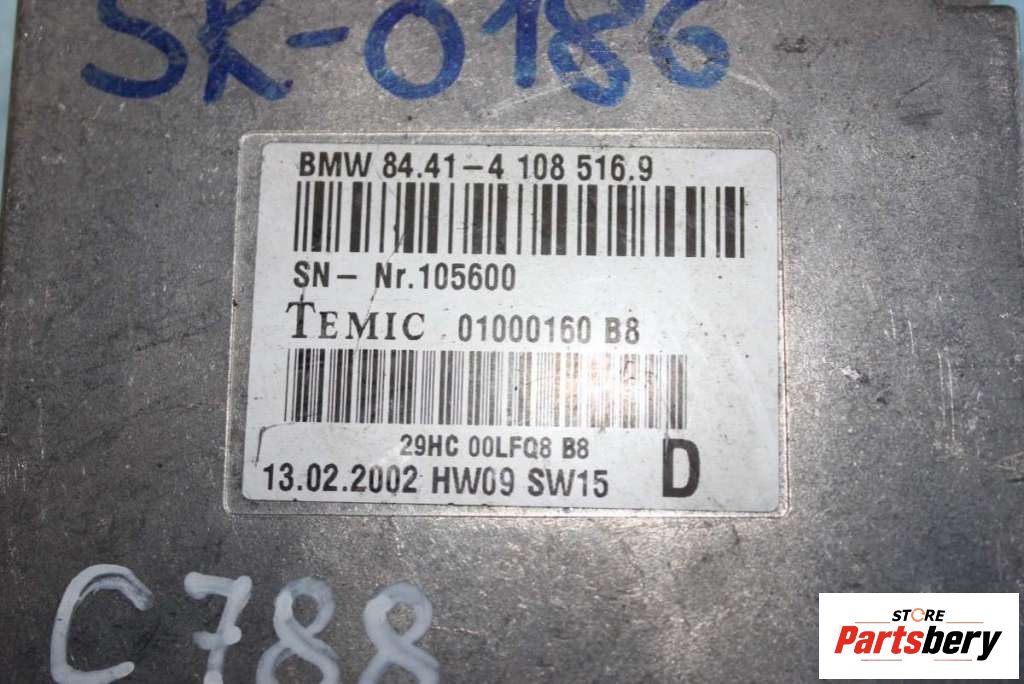 SK-0186
BMW 84.41-4 108 516.9
SN- Nr.105600
TEMIC 01000160 B8
29HC 00LFQ8 B8
13.02.2002 HW09 SW15 D
C788
STORE
Partsbery